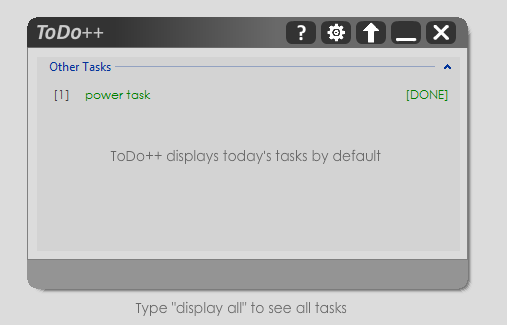 ToDo++
?
Other Tasks
[1] power task [DONE]
ToDo++ displays today's tasks by default
Type "display all" to see all tasks